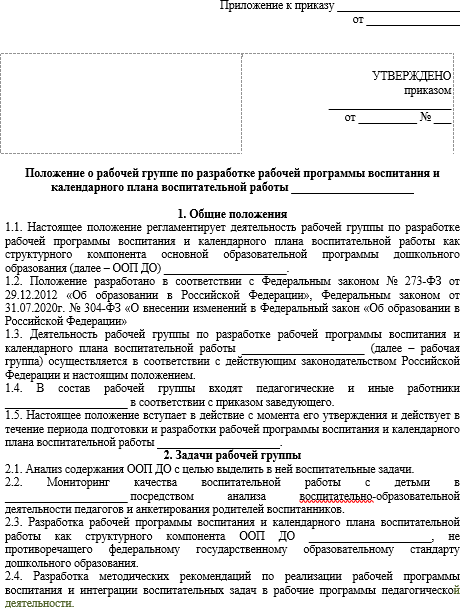 Приложение к приказу ____________________
от _______________
УТВЕРЖДЕНО
приказом
____________________
от __________ № ___
Положение о рабочей группе по разработке рабочей программы воспитания и
календарного плана воспитательной работы ____________________
1. Общие положения
1.1. Настоящее положение регламентирует деятельность рабочей группы по разработке
рабочей программы воспитания и календарного плана воспитательной работы как
структурного компонента основной образовательной программы дошкольного
образования (далее – ООП ДО) ____________________.
1.2. Положение разработано в соответствии с Федеральным законом № 273-ФЗ от
29.12.2012 «Об образовании в Российской Федерации», Федеральным законом от
31.07.2020г. № 304-ФЗ «О внесении изменений в Федеральный закон «Об образовании в
Российской Федерации»
1.3. Деятельность рабочей группы по разработке рабочей программы воспитания и
календарного плана воспитательной работы ____________________ (далее – рабочая
группа) осуществляется в соответствии с действующим законодательством Российской
Федерации и настоящим положением.
1.4. В состав рабочей группы входят педагогические и иные работники
____________________ в соответствии с приказом заведующего.
1.5. Настоящее положение вступает в действие с момента его утверждения и действует в
течение периода подготовки и разработки рабочей программы воспитания и календарного
плана воспитательной работы ____________________.
2. Задачи рабочей группы
2.1. Анализ содержания ООП ДО с целью выделить в ней воспитательные задачи.
2.2. Мониторинг качества воспитательной работы с детьми в
____________________ посредством анализа воспитательно-образовательной
деятельности педагогов и анкетирования родителей воспитанников.
2.3. Разработка рабочей программы воспитания и календарного плана воспитательной
работы как структурного компонента ООП ДО ____________________, не
противоречащего федеральному государственному образовательному стандарту
дошкольного образования.
2.4. Разработка методических рекомендаций по реализации рабочей программы
воспитания и интеграции воспитательных задач в рабочие программы педагогической
деятельности.